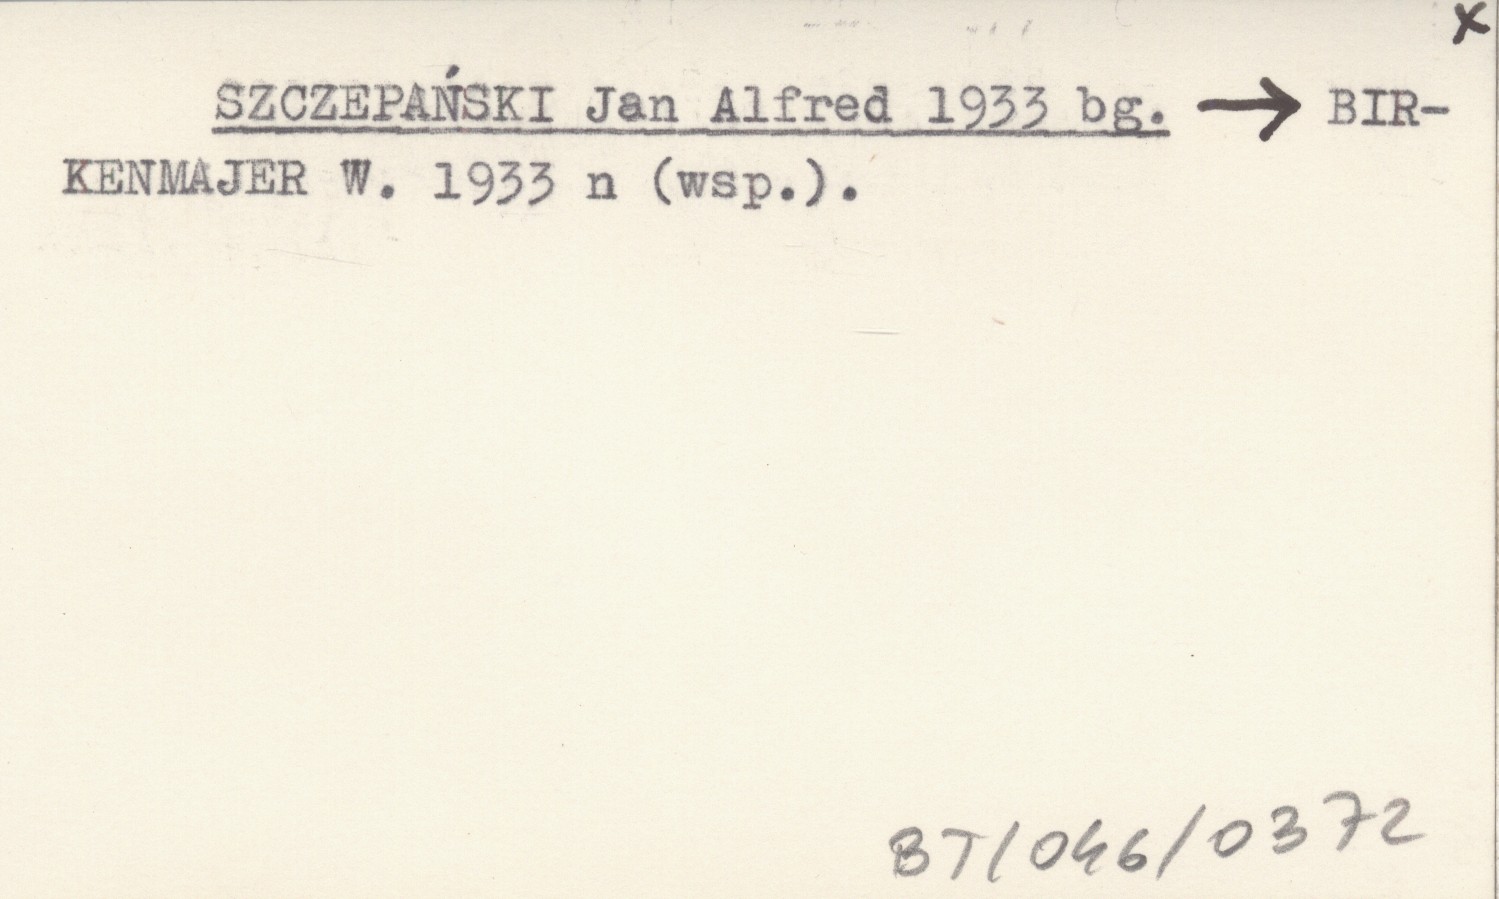 x
SZCZEPAŃSKI Jan Alfred 1933 bg. → BIR-
KENMAJER W. 1933 n (wsp.).
BT/046/0372